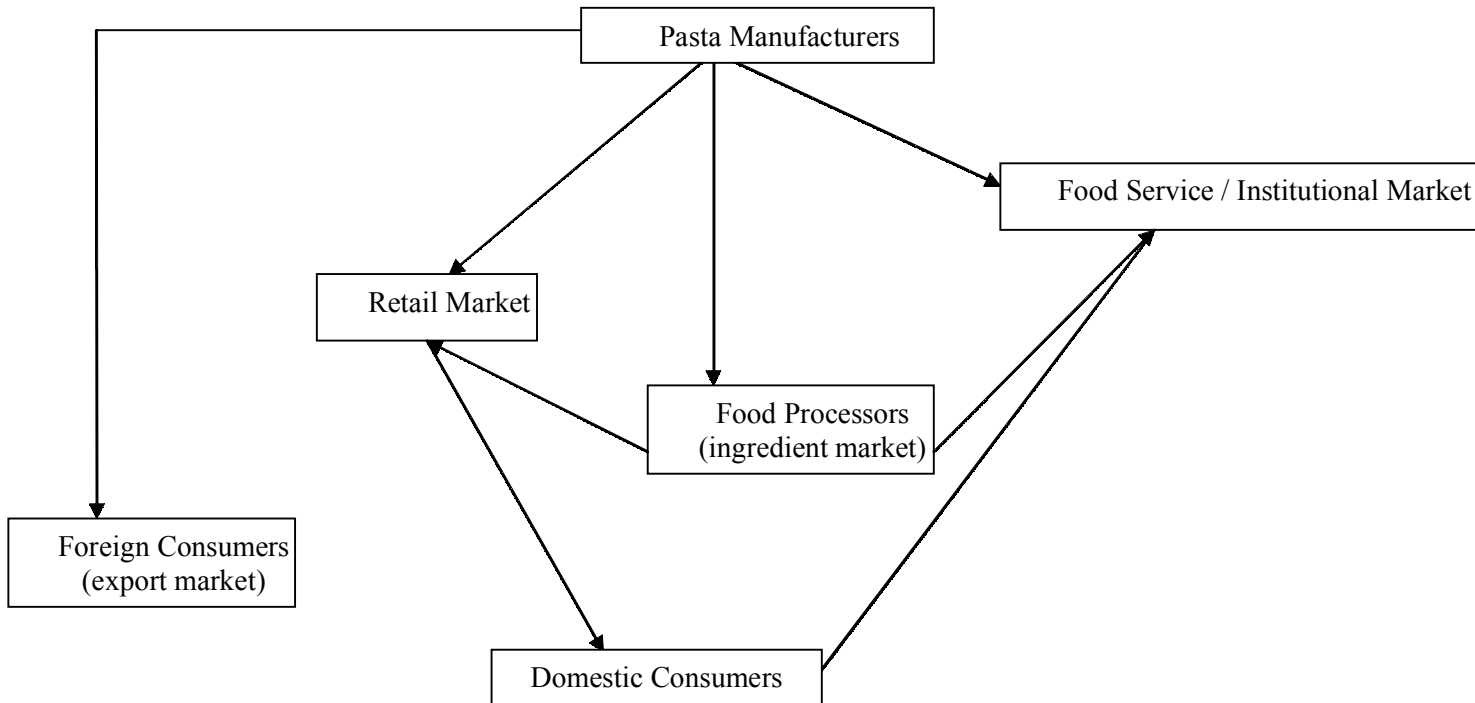 Pasta Manufacturers
Food Service / Institutional Market
Retail Market
Food Processors
(ingredient market)
Foreign Consumers
(export market)
Domestic Consumers